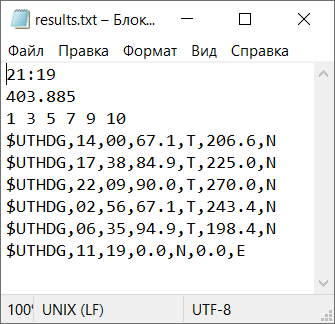 results.txt – Блок...
Файл Правка Формат Вид Справка
21:19
403.885
1 3 5 7 9 10
$UTHDG,14,00,67.1,T,206.6,N
$UTHDG,17,38,84.9,T,225.0,N
$UTHDG,22,09,90.0,T,270.0,N
$UTHDG,02,56,67.1,T,243.4,N
$UTHDG,06,35,94.9,T,198.4,N
$UTHDG,11,19,0.0,N,0.0,E
100% UNIX (LF) UTF-8